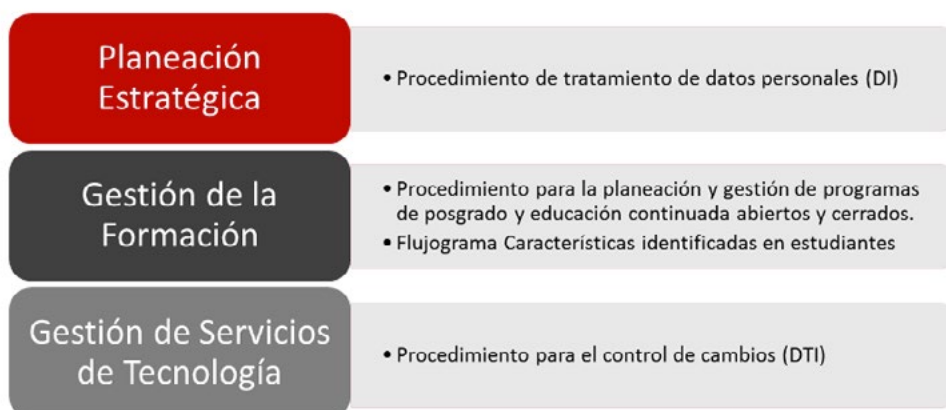 Planeación
Estratégica
• Procedimiento de tratamiento de datos personales (DI)
Gestión de la
Formación
• Procedimiento para la planeación y gestión de programas
de posgrado y educación continuada abiertos y cerrados.
• Flujograma Características identificadas en estudiantes
Gestión de Servicios
de Tecnología
• Procedimiento para el control de cambios (DTI)